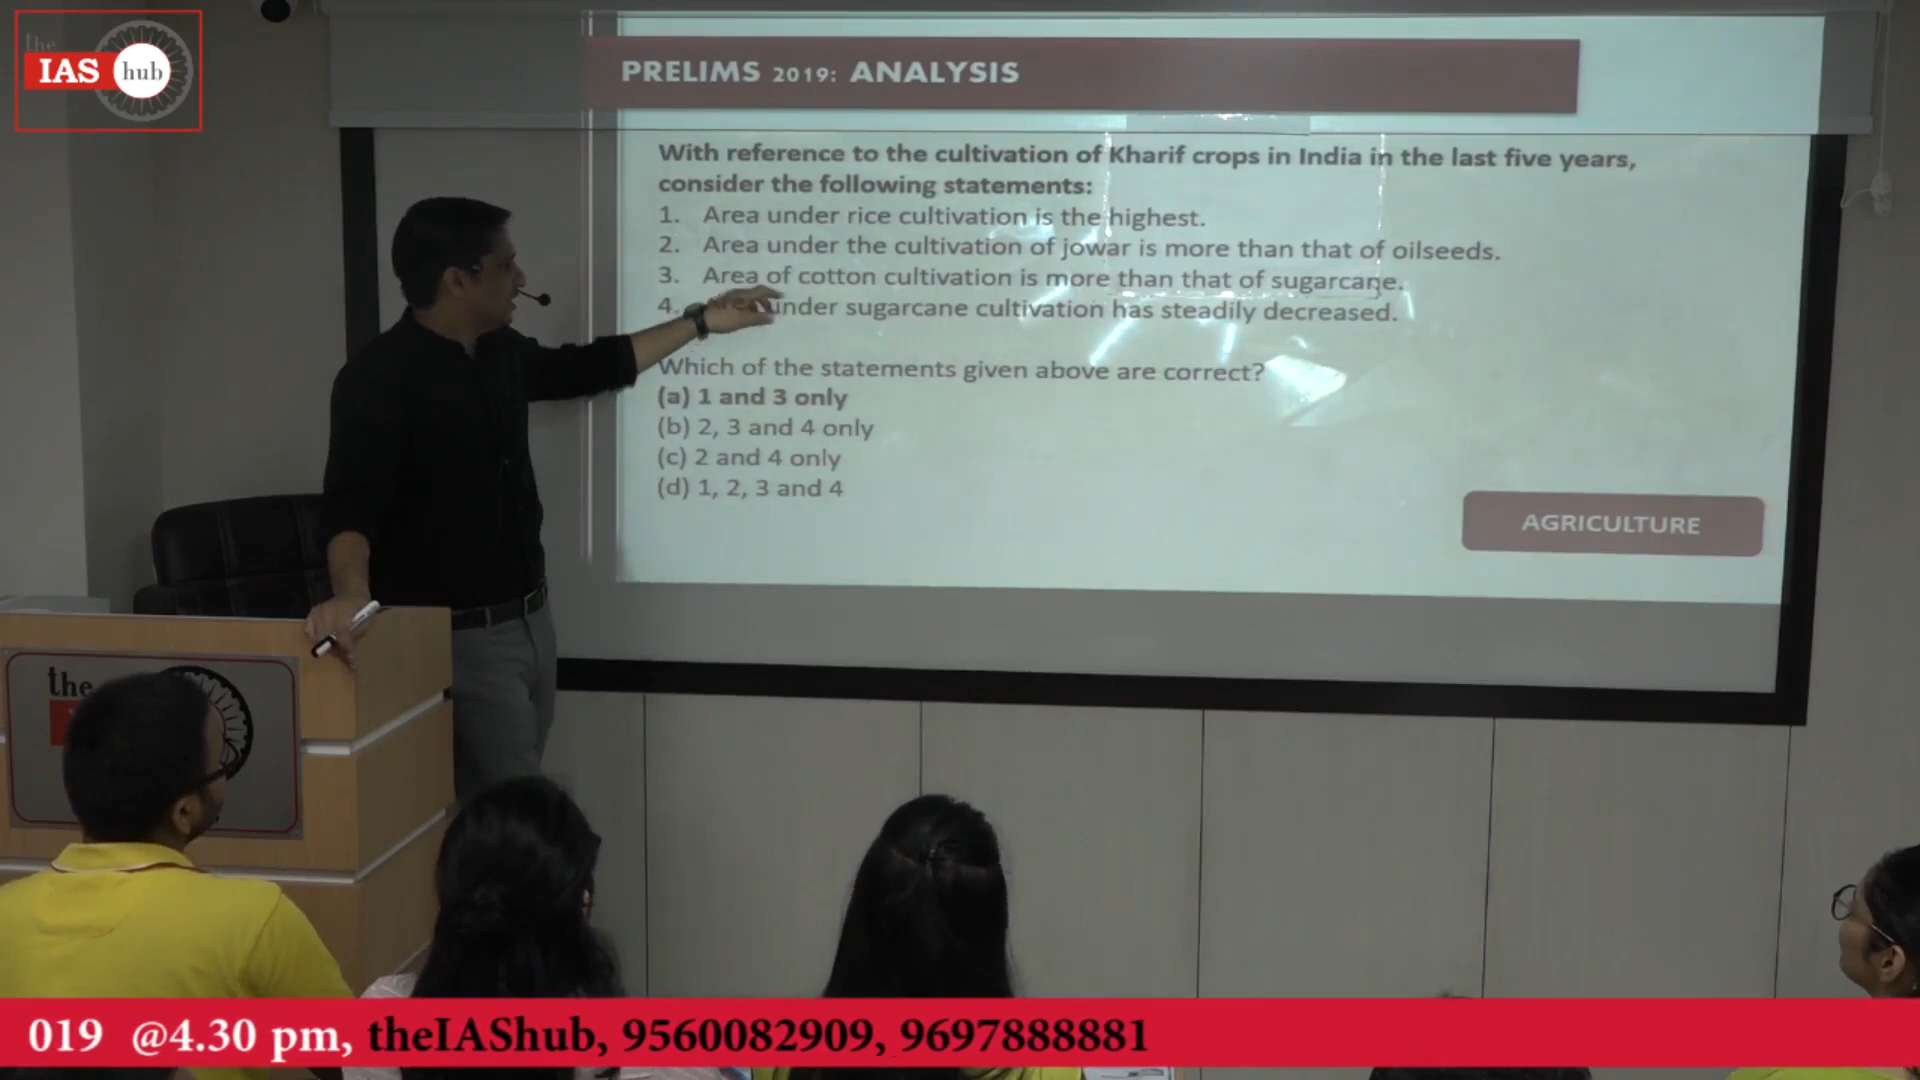 the
IAS hub
PRELIMS 2019: ANALYSIS
With reference to the cultivation of Kharif crops in India in the last five years,
consider the following statements:
1. Area under rice cultivation is the highest.
2. Area under the cultivation of jowar is more than that of oilseeds.
3. Area of cotton cultivation is more than that of sugarcane.
4. Area under sugarcane cultivation has steadily decreased.
Which of the statements given above are correct?
(a) 1 and 3 only
(b) 2, 3 and 4 only
(c) 2 and 4 only
(d) 1, 2, 3 and 4
AGRICULTURE
the
019 @4.30 pm, theIAShub, 9560082909, 9697888881